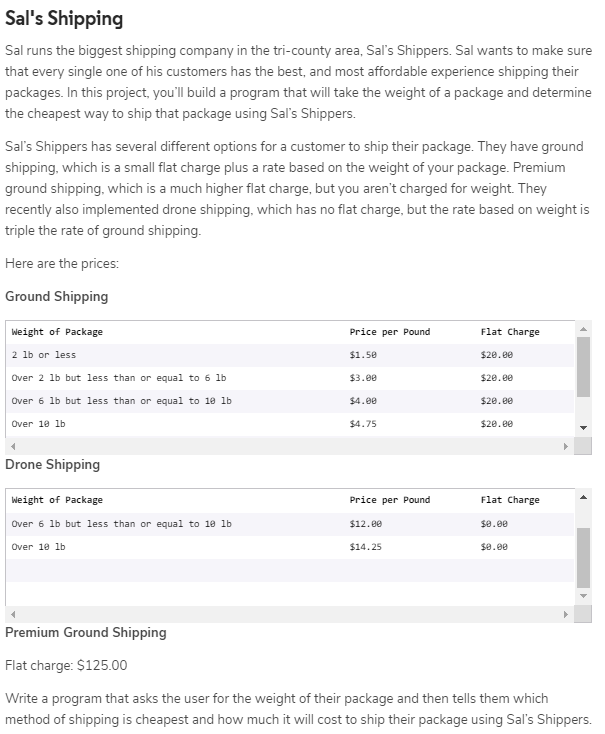 Sal's Shipping
Sal runs the biggest shipping company in the tri-county area, Sal's Shippers. Sal wants to make sure
that every single one of his customers has the best, and most affordable experience shipping their
packages. In this project, you'll build a program that will take the weight of a package and determine
the cheapest way to ship that package using Sal's Shippers.
Sal's Shippers has several different options for a customer to ship their package. They have ground
shipping, which is a small flat charge plus a rate based on the weight of your package. Premium
ground shipping, which is a much higher flat charge, but you aren't charged for weight. They
recently also implemented drone shipping, which has no flat charge, but the rate based on weight is
triple the rate of ground shipping.
Here are the prices:
Ground Shipping
Weight of Package Price per Pound Flat Charge
2 lb or less $1.50 $20.00
Over 2 lb but less than or equal to 6 lb $3.00 $20.00
Over 6 lb but less than or equal to 10 lb $4.00 $20.00
Over 10 lb $4.75 $20.00
Drone Shipping
Weight of Package Price per Pound Flat Charge
Over 6 lb but less than or equal to 10 lb $12.00 $0.00
Over 10 lb $14.25 $0.00
Premium Ground Shipping
Flat charge: $125.00
Write a program that asks the user for the weight of their package and then tells them which
method of shipping is cheapest and how much it will cost to ship their package using Sal's Shippers.